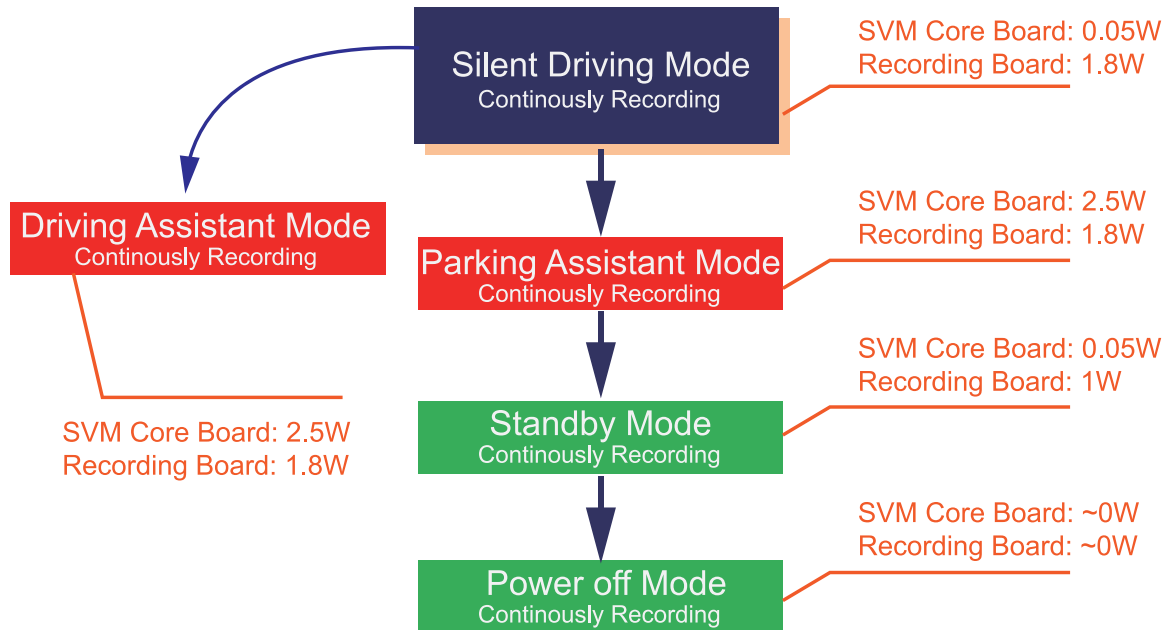 Silent Driving Mode
Continously Recording
SVM Core Board: 0.05W
Recording Board: 1.8W
Driving Assistant Mode
Continously Recording
SVM Core Board: 2.5W
Recording Board: 1.8W
Parking Assistant Mode
Continously Recording
SVM Core Board: 2.5W
Recording Board: 1.8W
Standby Mode
Continously Recording
SVM Core Board: 0.05W
Recording Board: 1W
Power off Mode
Continously Recording
SVM Core Board: ~0W
Recording Board: ~0W